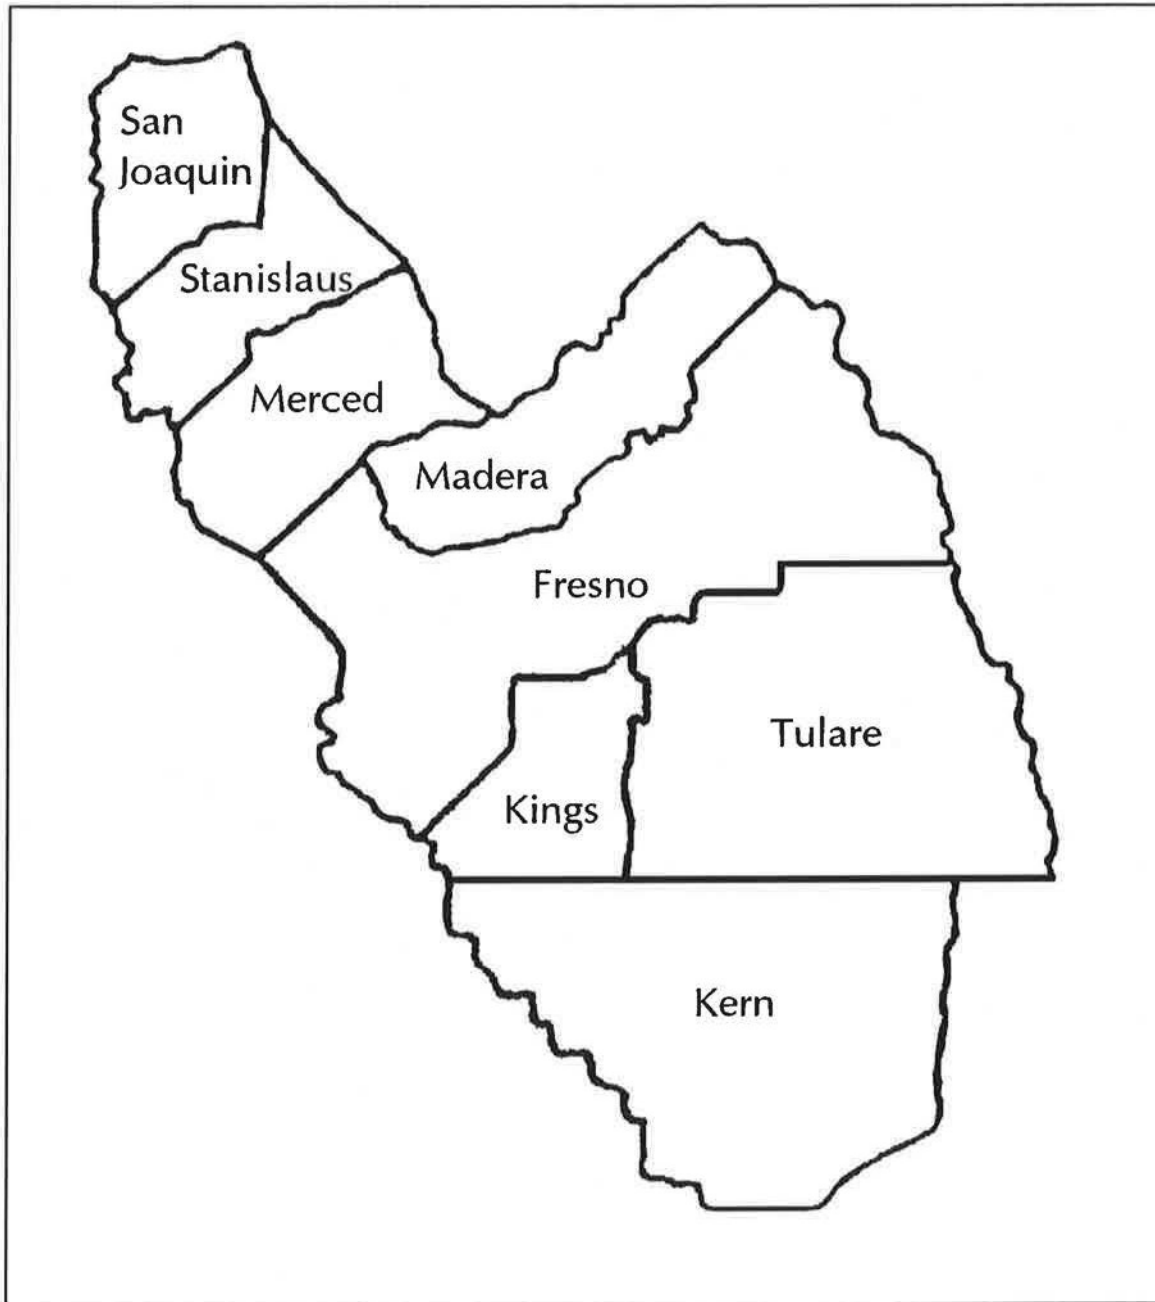 San
Joaquin
Stanislaus
Merced
Madera
Fresno
Tulare
Kings
Kern